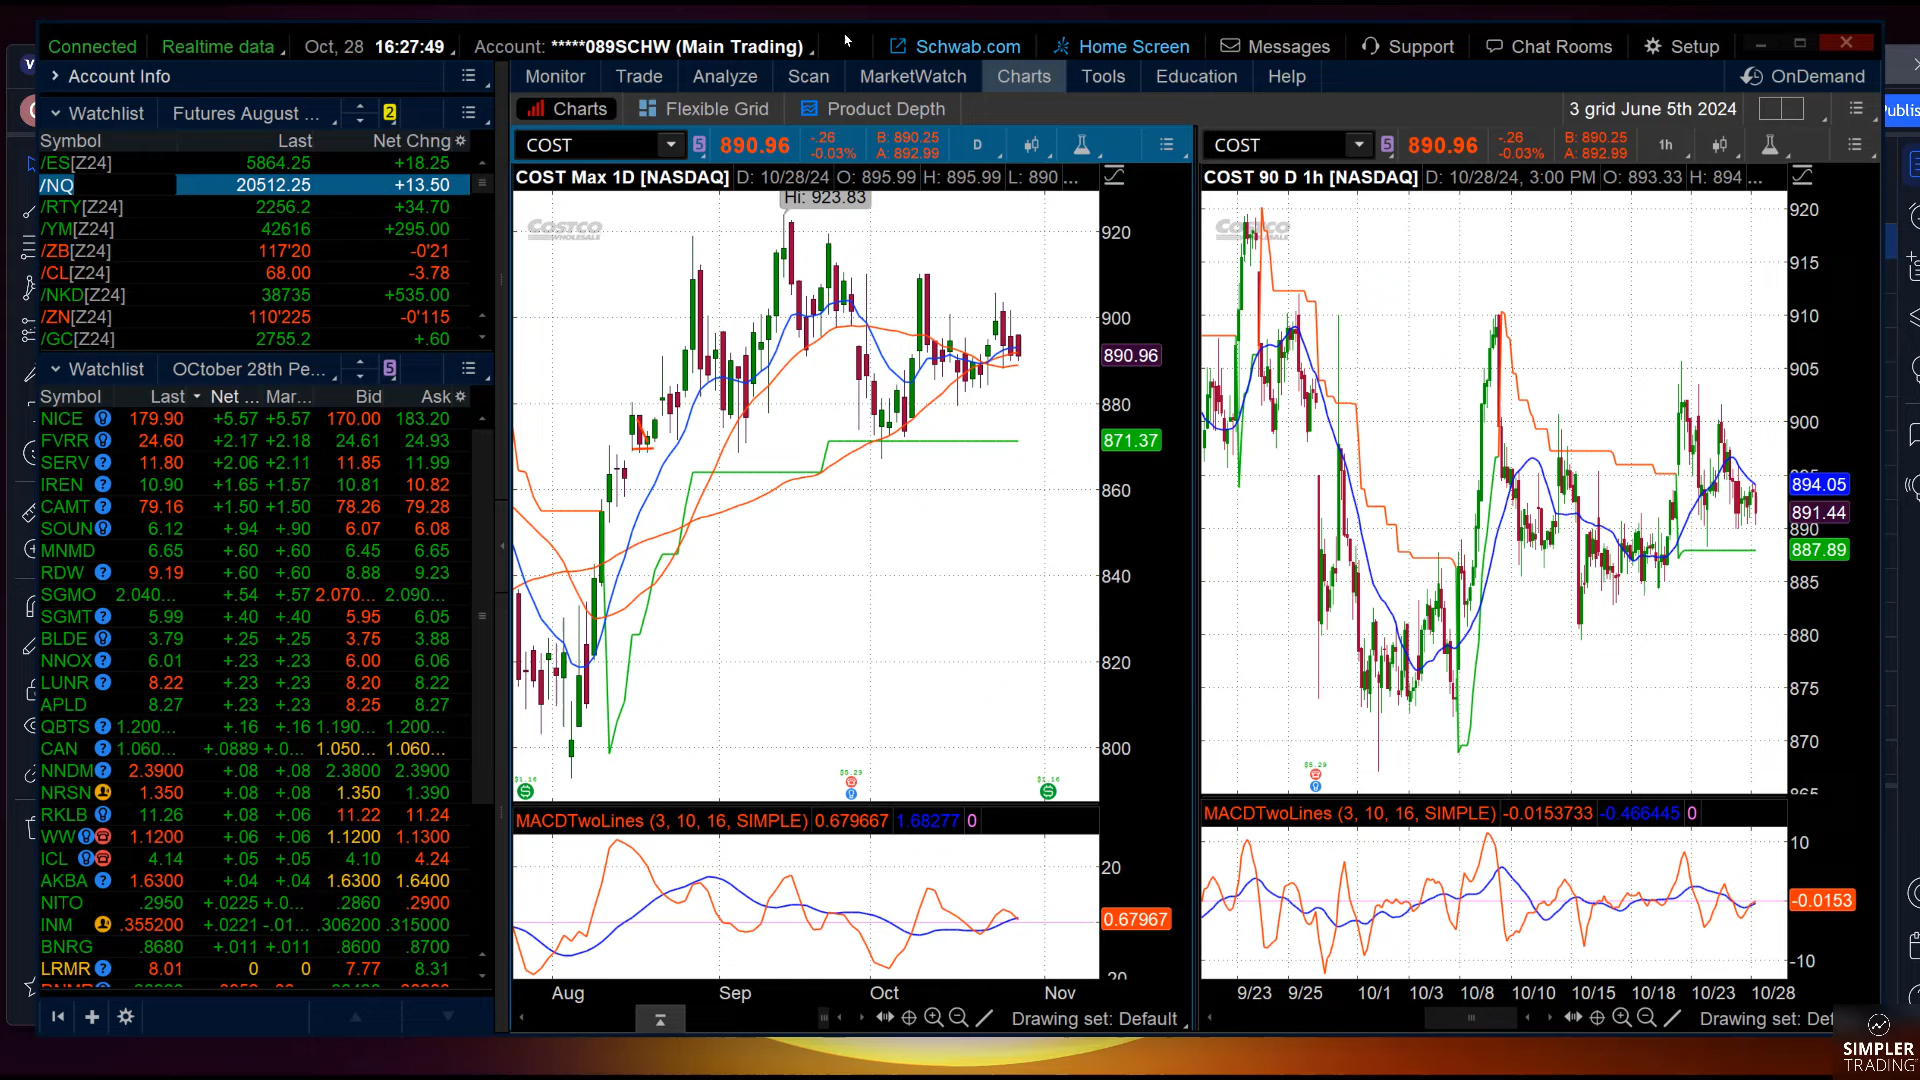 Connected Realtime data Oct, 28 16:27:49 Account: *****089SCHW (Main Trading) Schwab.com Home Screen Messages Support Chat Rooms Setup
Account Info
Monitor Trade Analyze Scan MarketWatch Charts Tools Education Help OnDemand
Watchlist Futures August ... 2
Charts Flexible Grid Product Depth 3 grid June 5th 2024
Symbol Last Net Chng
/ES[Z24] 5864.25 +18.25
/NQ 20512.25 +13.50
/RTY[Z24] 2256.2 +34.70
/YM[Z24] 42616 +295.00
/ZB[Z24] 117'20 -0'21
/CL[Z24] 68.00 -3.78
/NKD[Z24] 38735 +535.00
/ZN[Z24] 110'225 -0'115
/GC[Z24] 2755.2 +.60
Watchlist OCtober 28th Pe... 5
Symbol Last Net ... Mar... Bid Ask
NICE 179.90 +5.57 +5.57 170.00 183.20
FVRR 24.60 +2.17 +2.18 24.61 24.93
SERV 11.80 +2.06 +2.11 11.85 11.99
IREN 10.90 +1.65 +1.57 10.81 10.82
CAMT 79.16 +1.50 +1.50 78.26 79.28
SOUN 6.12 +.94 +.90 6.07 6.08
MNMD 6.65 +.60 +.60 6.45 6.65
RDW 9.19 +.60 +.60 8.88 9.23
SGMO 2.040... +.54 +.57 2.070... 2.090...
SGMT 5.99 +.40 +.40 5.95 6.05
BLDE 3.79 +.25 +.25 3.75 3.88
NNOX 6.01 +.23 +.23 6.00 6.06
LUNR 8.22 +.23 +.23 8.20 8.22
APLD 8.27 +.23 +.23 8.25 8.27
QBTS 1.200... +.16 +.16 1.190... 1.200...
CAN 1.060... +.0889 +.0... 1.050... 1.060...
NNDM 2.3900 +.08 +.08 2.3800 2.3900
NRSN 1.350 +.08 +.08 1.350 1.390
RKLB 11.26 +.08 +.08 11.22 11.24
WW 1.1200 +.06 +.06 1.1200 1.1300
ICL 4.14 +.05 +.05 4.10 4.24
AKBA 1.6300 +.04 +.04 1.6300 1.6400
NITO .2950 +.0225 +.0... .2860 .2900
INM .355200 +.0221 -.01... .306200 .315000
BNRG .8680 +.011 +.011 .8600 .8700
LRMR 8.01 0 0 7.77 8.31
COST 5 890.96 -.26 -0.03% B: 890.25 A: 892.99 D
COST Max 1D [NASDAQ] D: 10/28/24 O: 895.99 H: 895.99 L: 890 ...
Hi: 923.83
COSTCO WHOLESALE
920
900
890.96
880
871.37
860
840
820
800
$1.16 $5.29 $1.16
MACDTwoLines (3, 10, 16, SIMPLE) 0.679667 1.68277 0
20
0.67967
Aug Sep Oct Nov
Drawing set: Default
COST 5 890.96 -.26 -0.03% B: 890.25 A: 892.99 1h
COST 90 D 1h [NASDAQ] D: 10/28/24, 3:00 PM O: 893.33 H: 894 ...
920
915
910
905
900
894.05
891.44
890
887.89
885
880
875
870
865
$5.29
MACDTwoLines (3, 10, 16, SIMPLE) -0.0153733 -0.466445 0
10
-0.0153
-10
9/23 9/25 10/1 10/3 10/8 10/10 10/15 10/18 10/23 10/28
Drawing set: Def
Publis
SIMPLER
TRADING